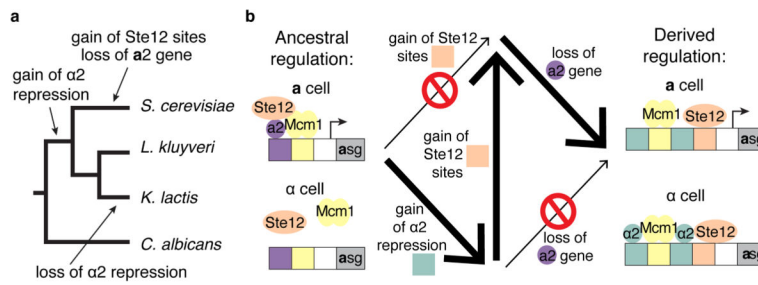 a
gain of Ste12 sites
loss of a2 gene
gain of α2
repression
S. cerevisiae
L. kluyveri
K. lactis
C. albicans
loss of α2 repression
b
Ancestral
regulation:
a cell
Ste12
a2 Mcm1
asg
α cell
Ste12
Mcm1
asg
gain of Ste12
sites
loss of
a2 gene
gain of
Ste12
sites
gain
of α2
repression
loss of
a2 gene
Derived
regulation:
a cell
Mcm1 Ste12
asg
α cell
α2 Mcm1 α2 Ste12
asg